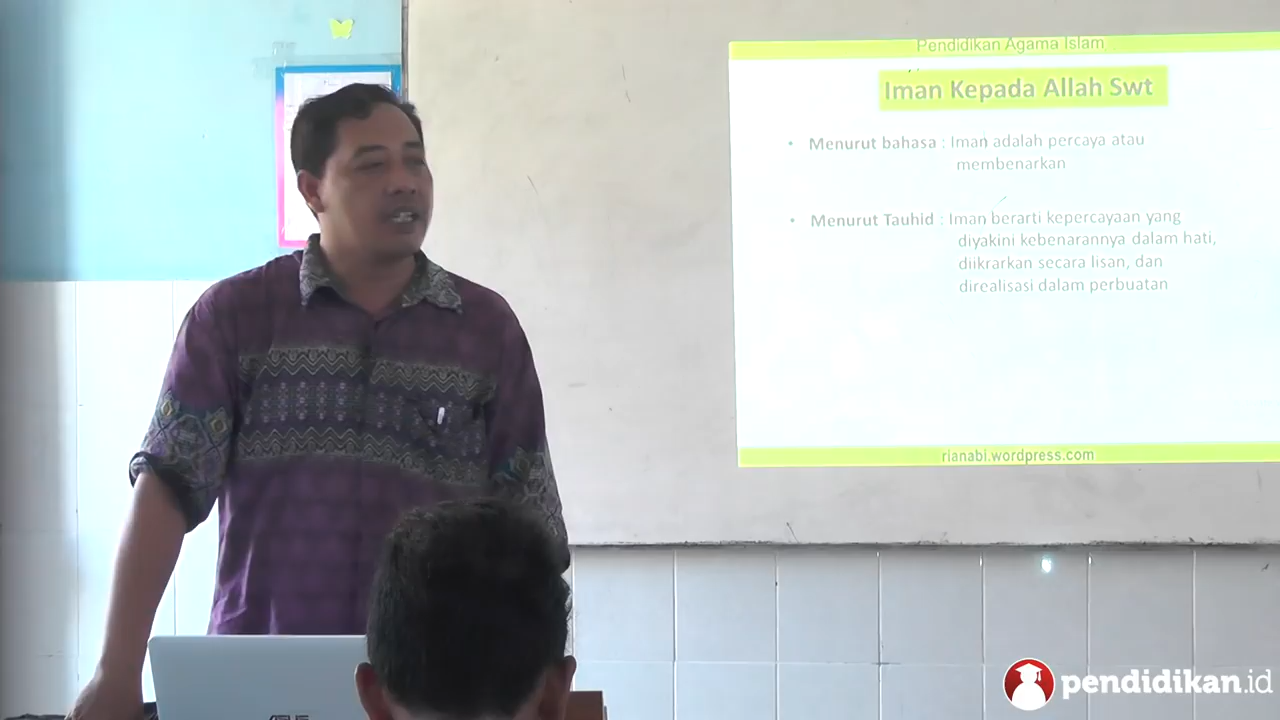 Pendidikan Agama Islam
Iman Kepada Allah Swt
• Menurut bahasa : Iman adalah percaya atau
membenarkan
• Menurut Tauhid : Iman berarti kepercayaan yang
diyakini kebenarannya dalam hati,
diikrarkan secara lisan, dan
direalisasi dalam perbuatan
rianabi.wordpress.com
pendidikan.id